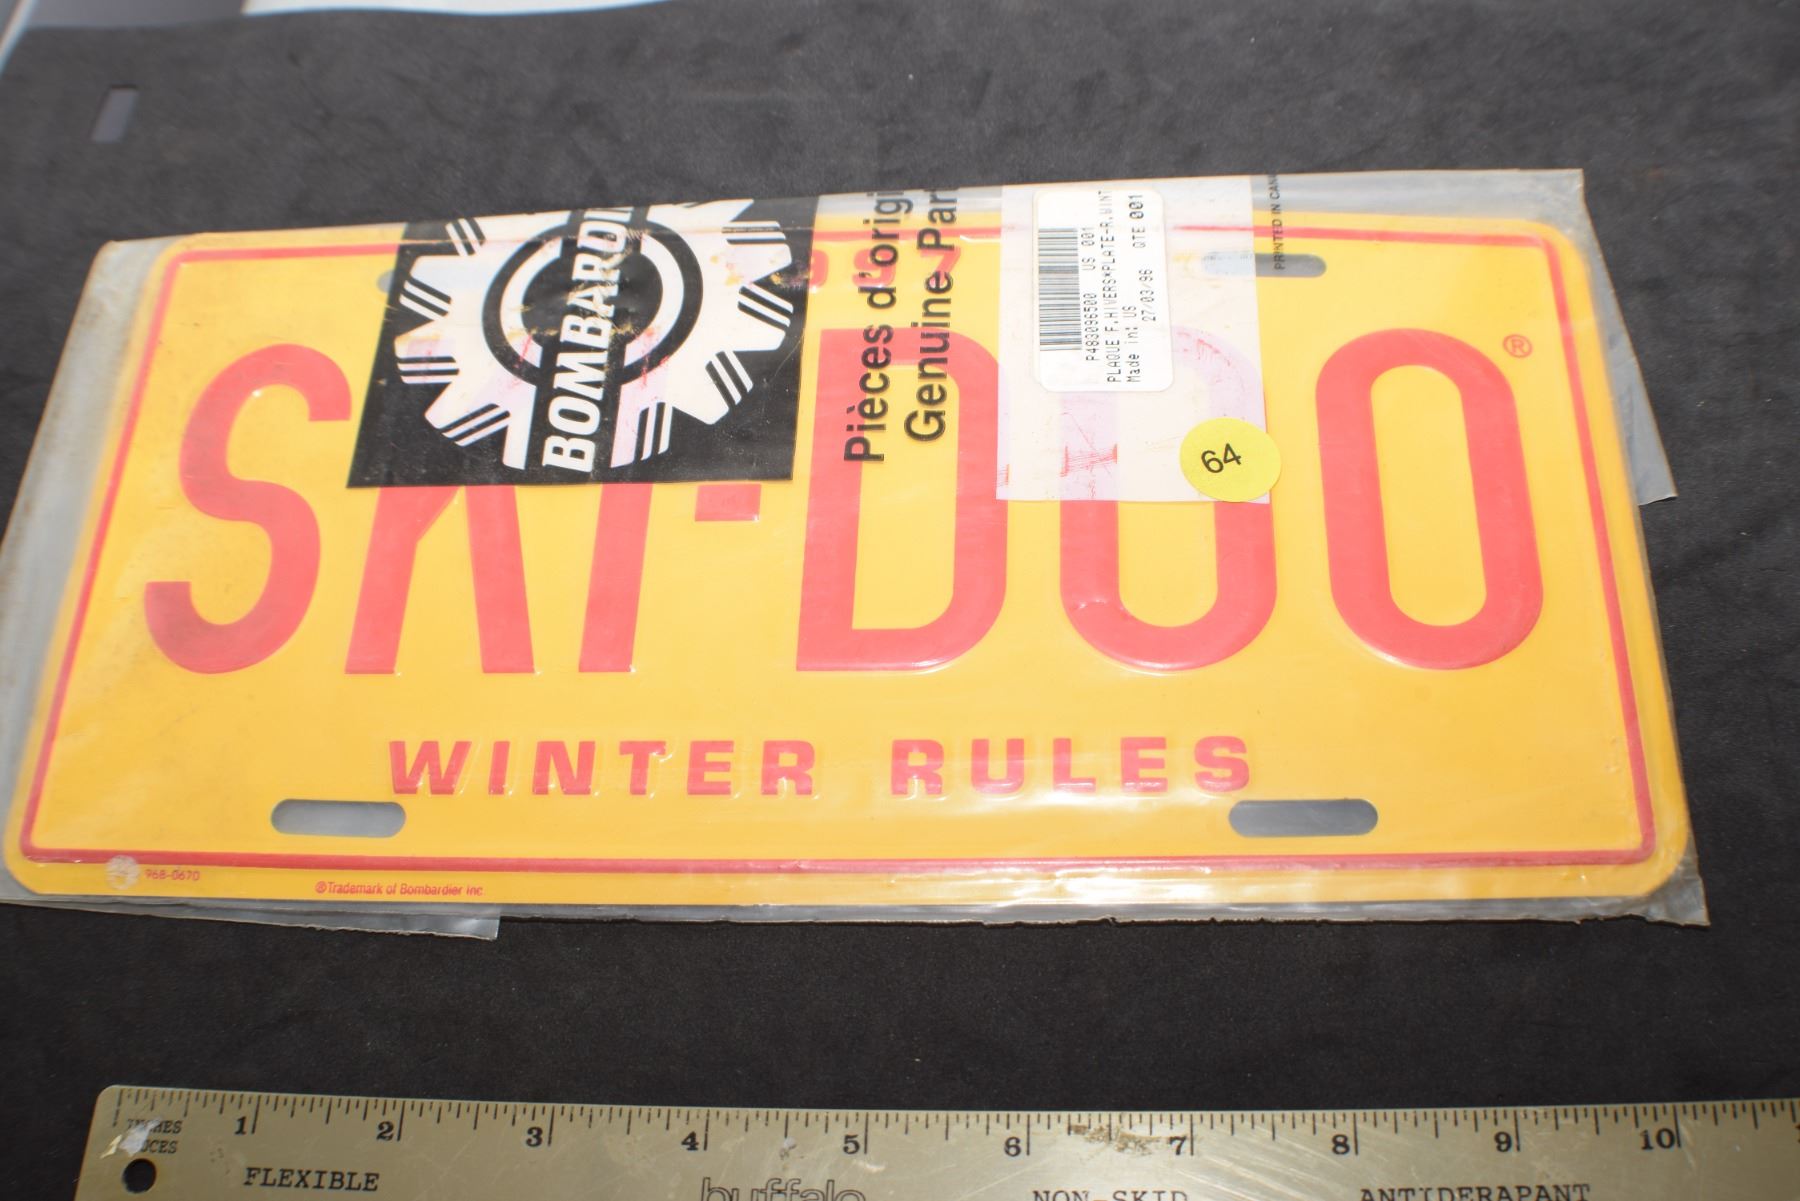 BOMBARDI
Pièces d'origi
Genuine Par
P483096500 US 001
PLAQUE F.HIVERS*PLATE-R.WINT
Made in: US 27/03/96 QTE 001
PRINTED IN CAN
64
SKI-DOO®
WINTER RULES
968-0670
®Trademark of Bombardier Inc.
INCHES
1 2 3 4 5 6 7 8 9 10
FLEXIBLE buffalo NON-SKID ANTIDERAPANT